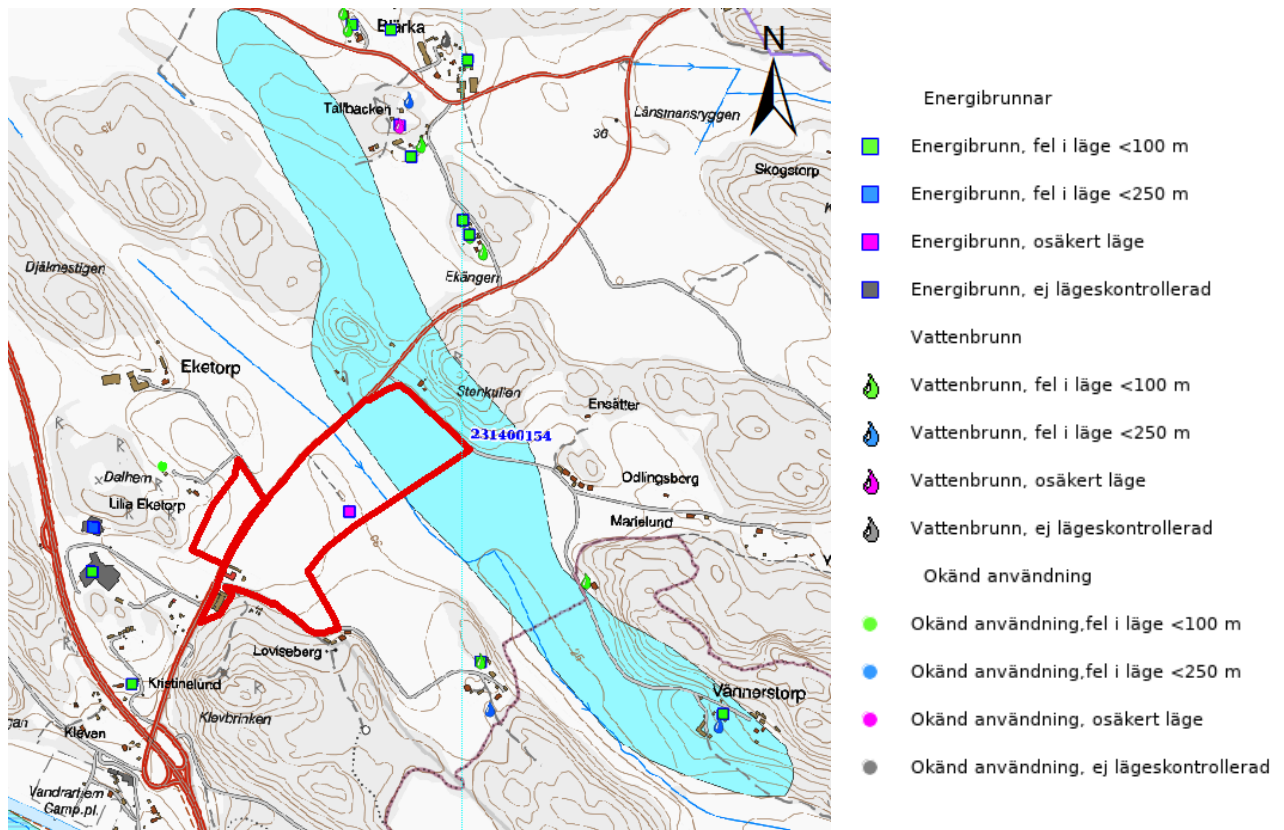 Blärka
N
Tallbacken
36
Länsmansryggen
Skogstorp
Djäknestigen
Ekängen
Eketorp
Stenkullen
Ensätter
231400154
Dalhem
Odlingsborg
Lilla Eketorp
Marielund
Loviseberg
Kristinelund
Vännerstorp
Klevbrinken
Kleven
Vandrarhem
Camp.pl.
Energibrunnar
Energibrunn, fel i läge <100 m
Energibrunn, fel i läge <250 m
Energibrunn, osäkert läge
Energibrunn, ej lägeskontrollerad
Vattenbrunn
Vattenbrunn, fel i läge <100 m
Vattenbrunn, fel i läge <250 m
Vattenbrunn, osäkert läge
Vattenbrunn, ej lägeskontrollerad
Okänd användning
Okänd användning,fel i läge <100 m
Okänd användning,fel i läge <250 m
Okänd användning, osäkert läge
Okänd användning, ej lägeskontrollerad